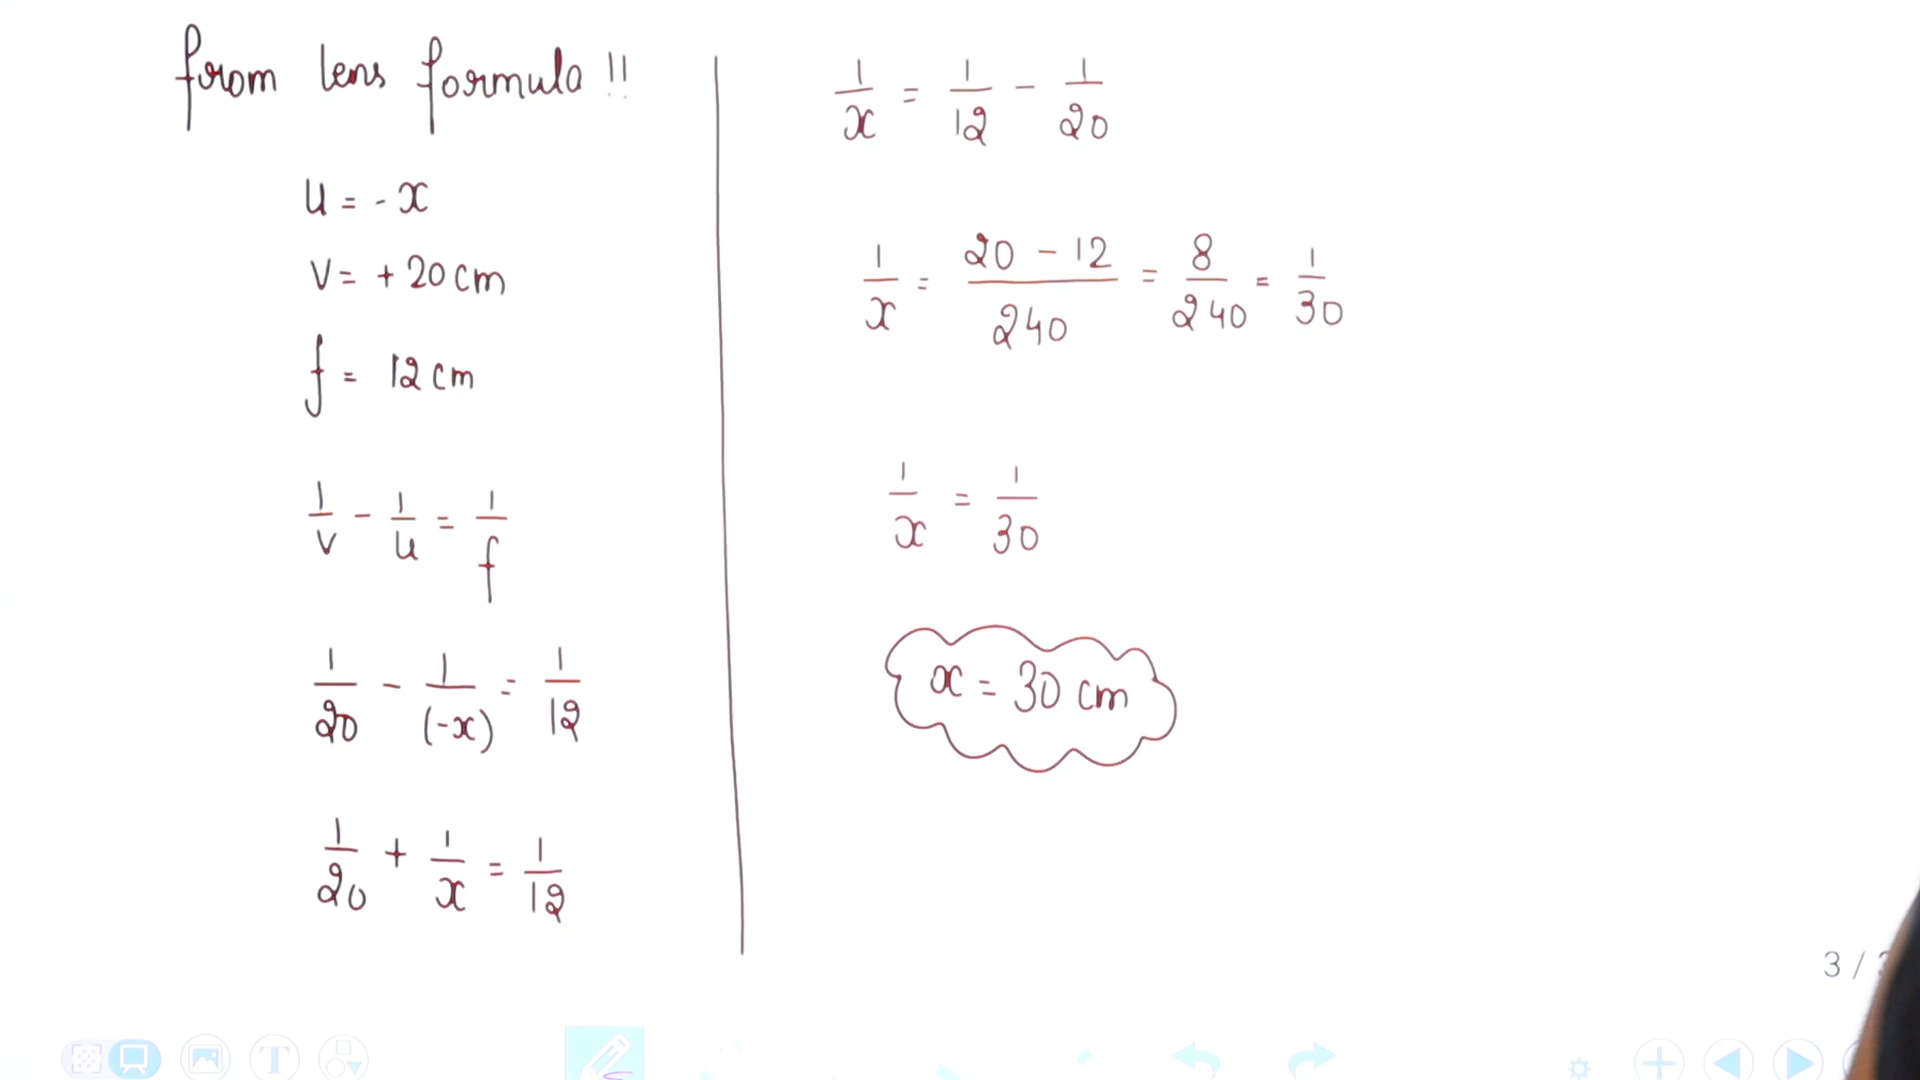 from lens formula !!
u = - x
v = + 20 cm
f = 12 cm
1/v - 1/u = 1/f
1/20 - 1/(-x) = 1/12
1/20 + 1/x = 1/12
1/x = 1/12 - 1/20
1/x = 20 - 12/240 = 8/240 = 1/30
1/x = 1/30
x = 30 cm
3 /
T